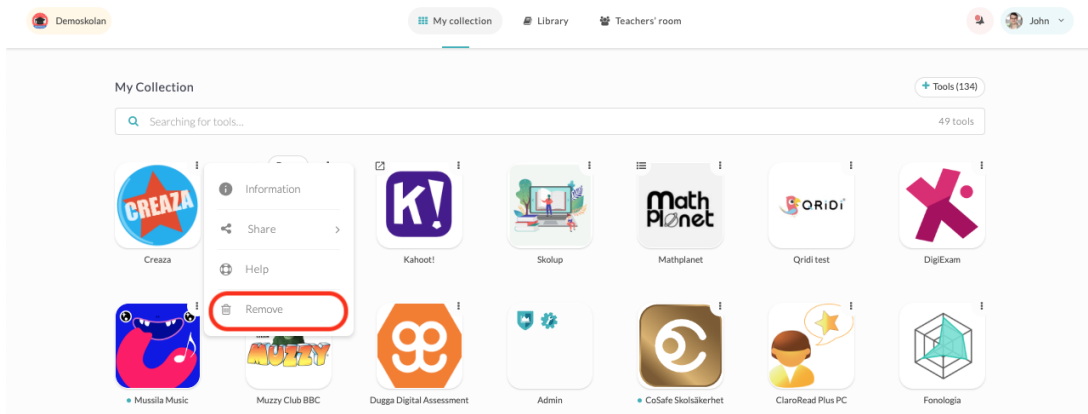 Demoskolan
My collection
Library
Teachers' room
John
My Collection
+ Tools (134)
Searching for tools...
49 tools
CREAZA
Information
Share
Help
Remove
K!
Math
Planet
QRIDI
Creaza
Kahoot!
Skolup
Mathplanet
Qridi test
DigiExam
MUZZY
Mussila Music
Muzzy Club BBC
Dugga Digital Assessment
Admin
CoSafe Skolsäkerhet
ClaroRead Plus PC
Fonologia